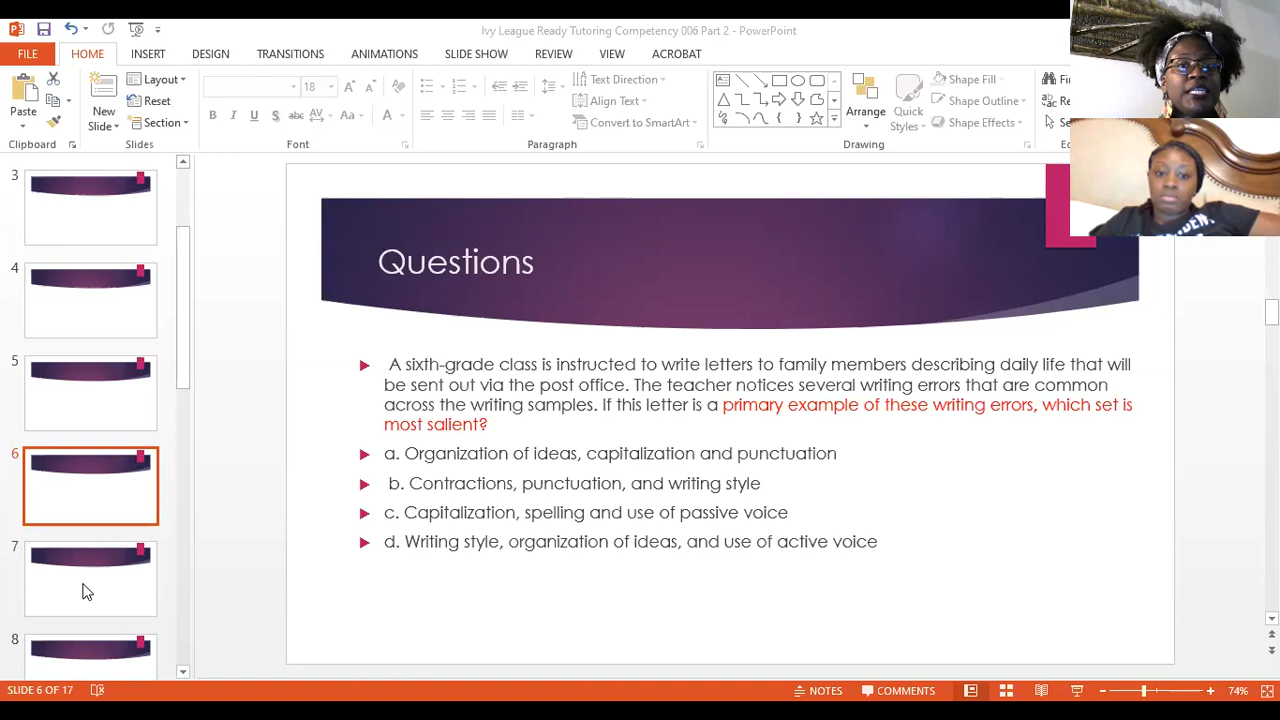 Ivy League Ready Tutoring Competency 006 Part 2 - PowerPoint
FILE HOME INSERT DESIGN TRANSITIONS ANIMATIONS SLIDE SHOW REVIEW VIEW ACROBAT
Paste
New
Slide
Layout
Reset
Section
18
Text Direction
Align Text
Convert to SmartArt
Arrange
Quick
Styles
Shape Fill
Shape Outline
Shape Effects
Clipboard Slides Font Paragraph Drawing
3
4
5
6
7
8
Questions
A sixth-grade class is instructed to write letters to family members describing daily life that will
be sent out via the post office. The teacher notices several writing errors that are common
across the writing samples. If this letter is a primary example of these writing errors, which set is
most salient?
a. Organization of ideas, capitalization and punctuation
b. Contractions, punctuation, and writing style
c. Capitalization, spelling and use of passive voice
d. Writing style, organization of ideas, and use of active voice
SLIDE 6 OF 17 NOTES COMMENTS 74%